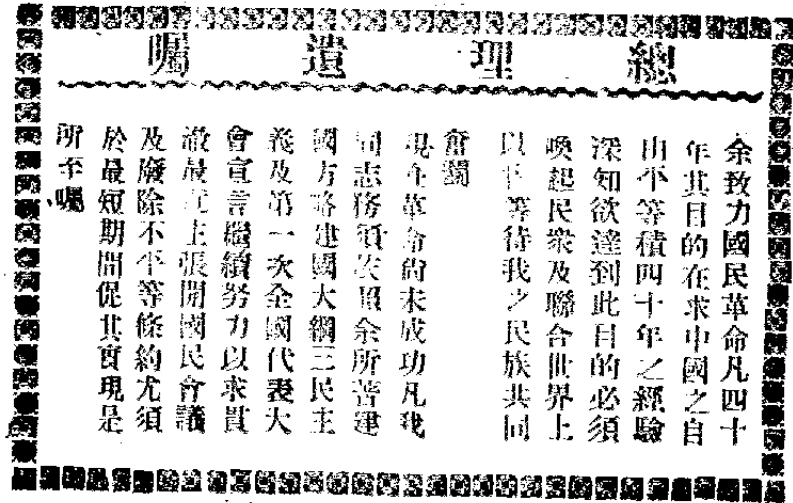 總理遺囑
余致力國民革命凡四十
年其目的在求中國之自
由平等積四十年之經驗
深知欲達到此目的必須
喚起民衆及聯合世界上
以平等待我之民族共同
奮鬭
現在革命尚未成功凡我
同志務須依照余所著建
國方略建國大綱三民主
義及第一次全國代表大
會宣言繼續努力以求貫
澈最近主張開國民會議
及廢除不平等條約尤須
於最短期間促其實現是
所至囑、